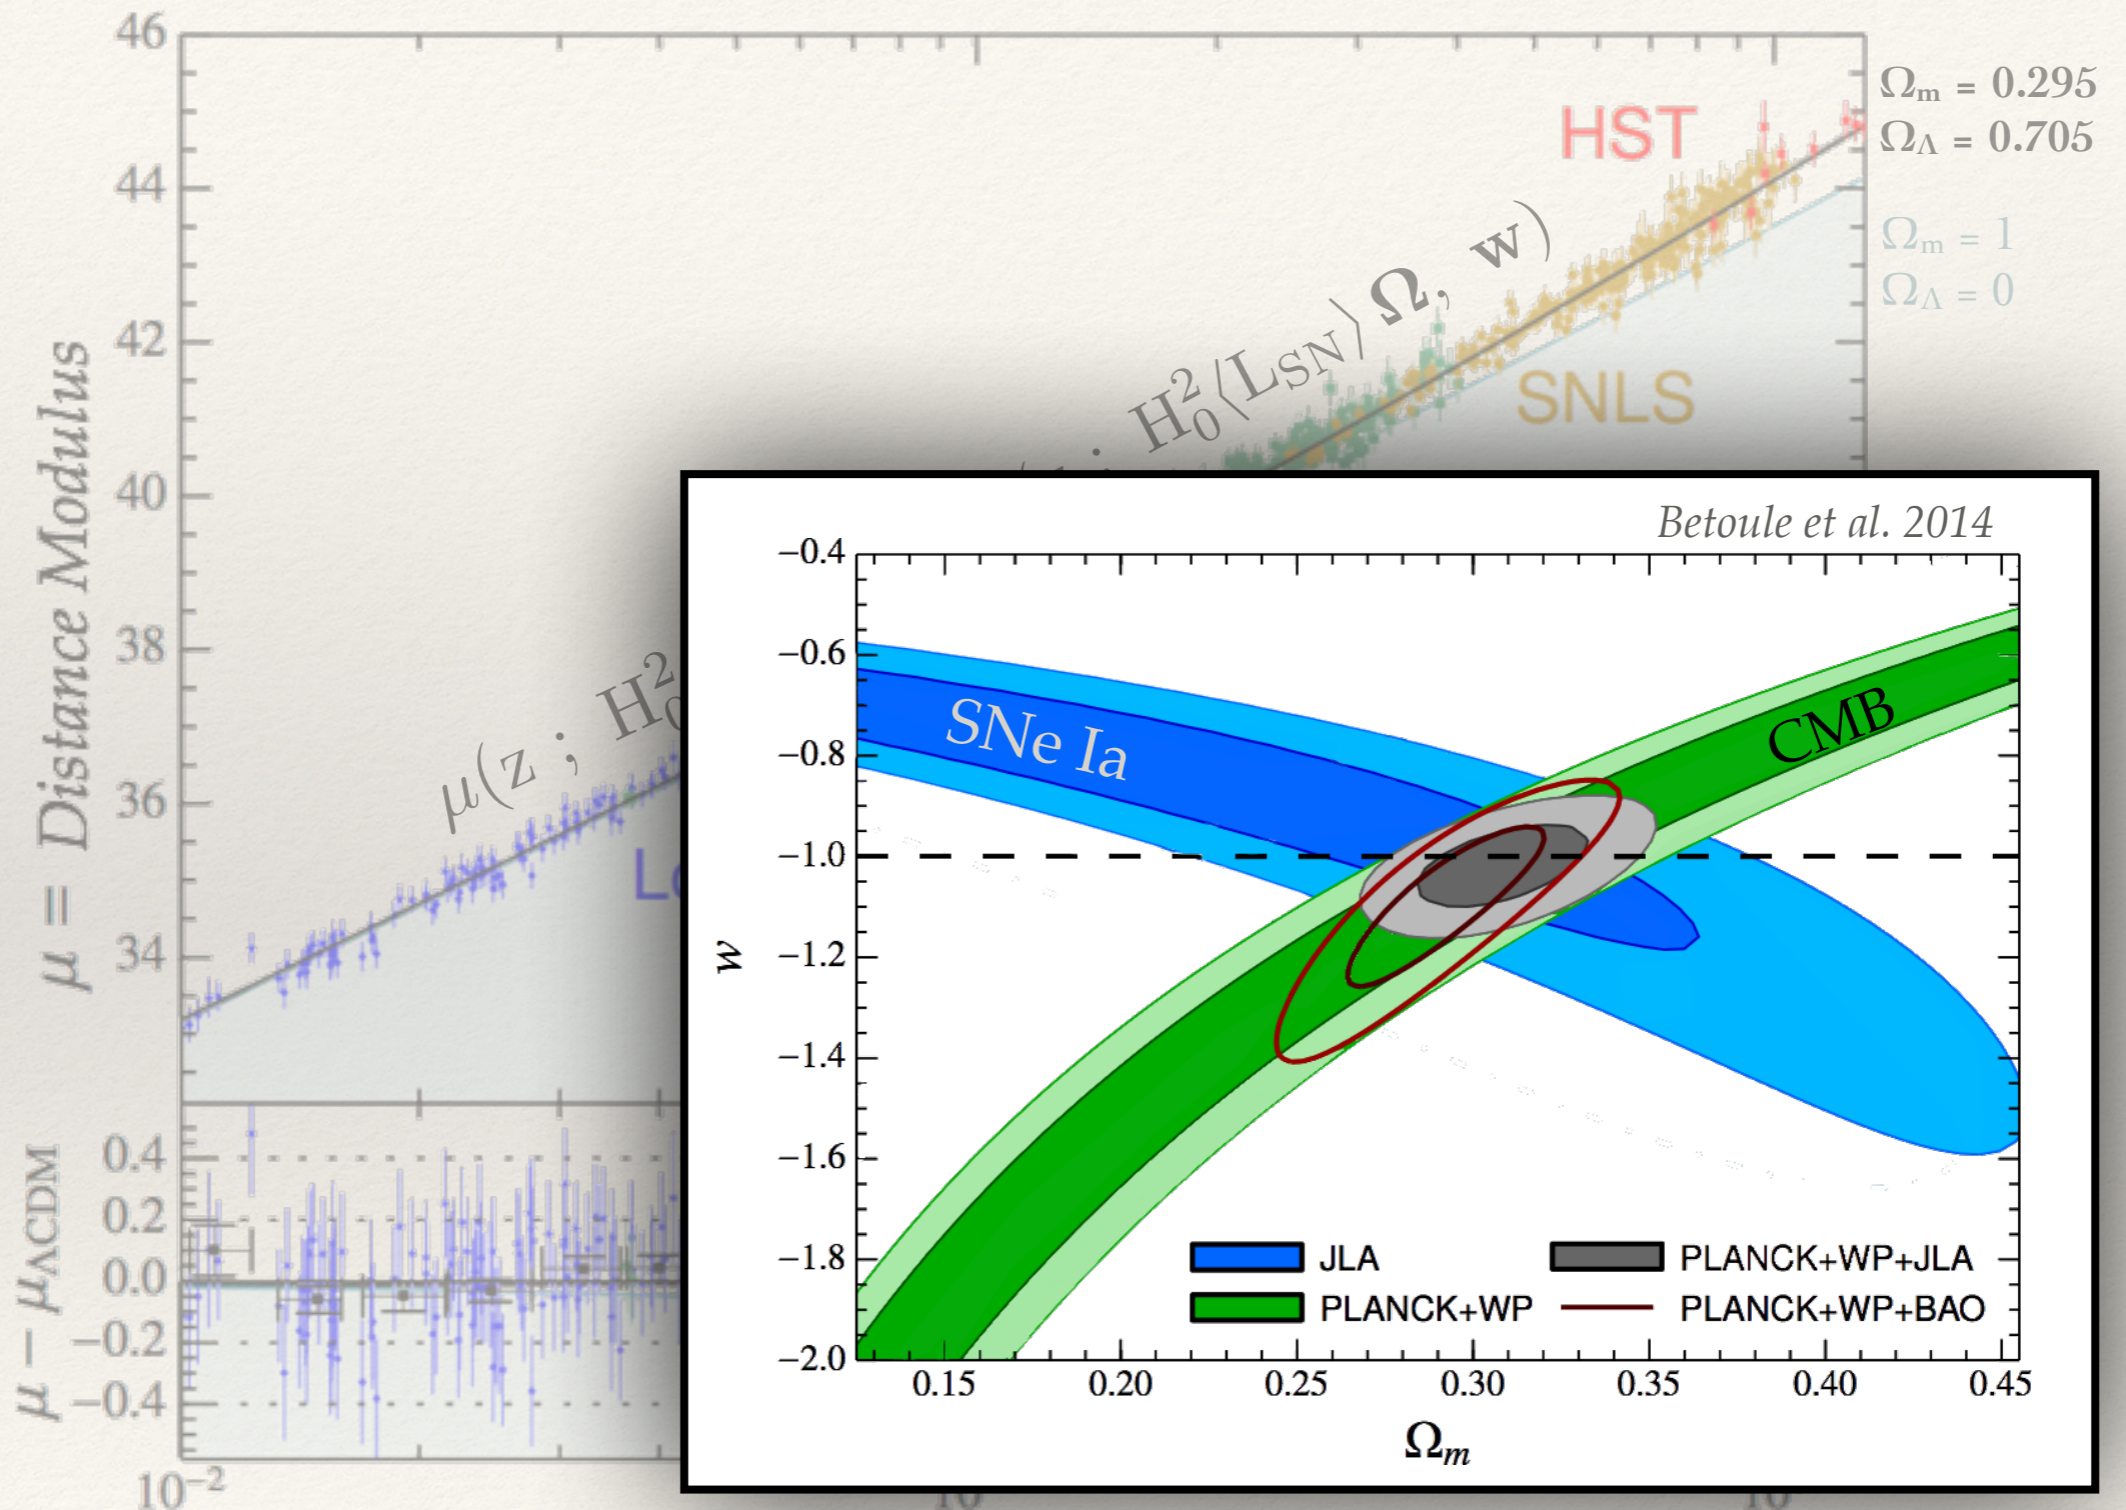 46
44
42
40
38
36
34
μ = Distance Modulus
0.4
0.2
0.0
−0.2
−0.4
μ − μΛCDM
10⁻²
HST
SNLS
Ωm = 0.295
ΩΛ = 0.705
Ωm = 1
ΩΛ = 0
H₀²⟨LSN⟩ Ω, w)
μ(z ; H₀²
Betoule et al. 2014
−0.4
−0.6
−0.8
−1.0
−1.2
−1.4
−1.6
−1.8
−2.0
w
SNe Ia
CMB
JLA
PLANCK+WP
PLANCK+WP+JLA
PLANCK+WP+BAO
0.15 0.20 0.25 0.30 0.35 0.40 0.45
Ωm